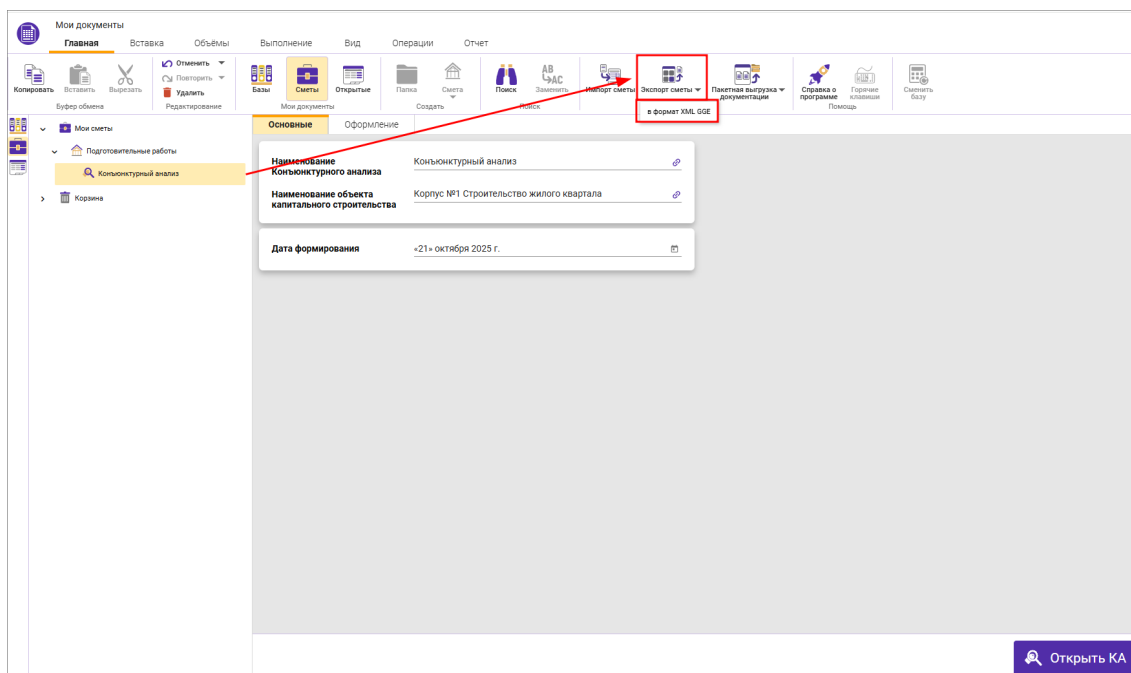 Мои документы
Главная Вставка Объёмы Выполнение Вид Операции Отчет
Копировать Вставить Вырезать
Буфер обмена
Отменить
Повторить
Удалить
Редактирование
Базы Сметы Открытые
Мои документы
Папка Смета
Создать
Поиск Заменить
AB
AC
Поиск
Импорт сметы Экспорт сметы Пакетная выгрузка
документации
в формат XML GGE
Справка о
программе
Горячие
клавиши
Помощь
Сменить
базу
Мои сметы
Подготовительные работы
Конъюнктурный анализ
Корзина
Основные Оформление
Наименование
Конъюнктурного анализа
Конъюнктурный анализ
Наименование объекта
капитального строительства
Корпус №1 Строительство жилого квартала
Дата формирования «21» октября 2025 г.
Открыть КА